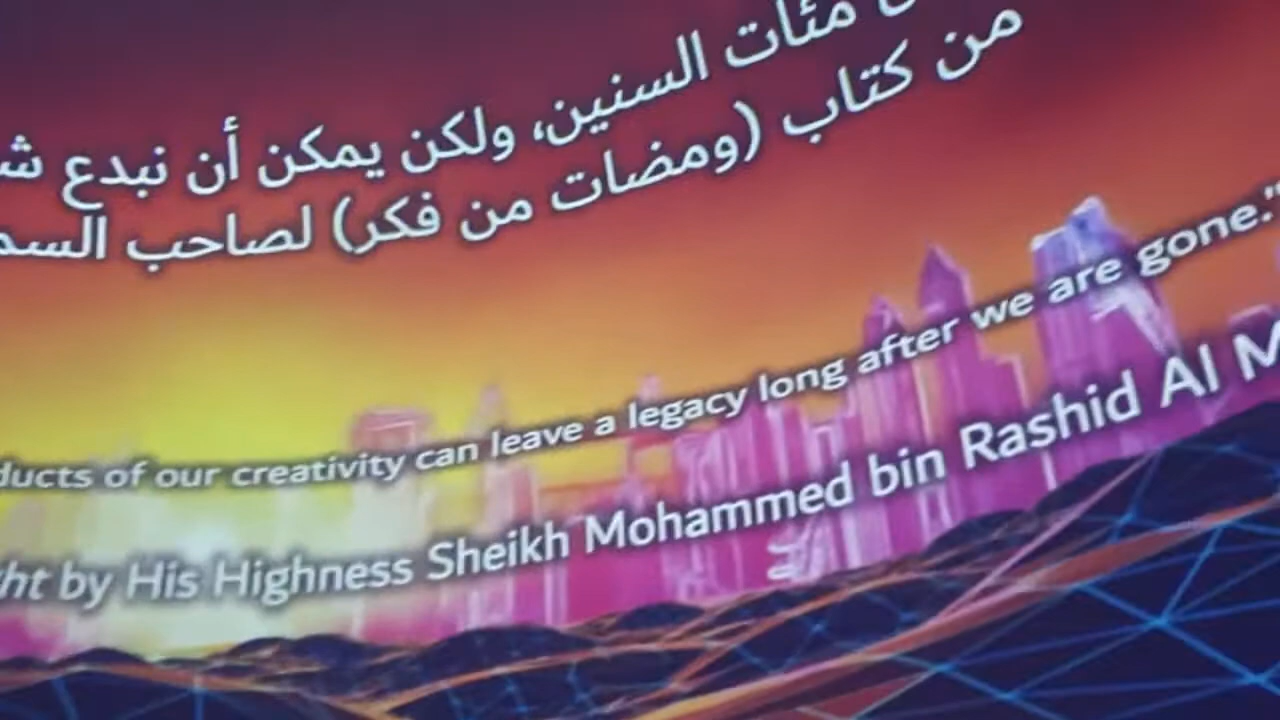 مئات السنين، ولكن يمكن أن نبدع
من كتاب (ومضات من فكر) لصاحب
of our creativity can leave a legacy long after we are gone."
by His Highness Sheikh Mohammed bin Rashid Al